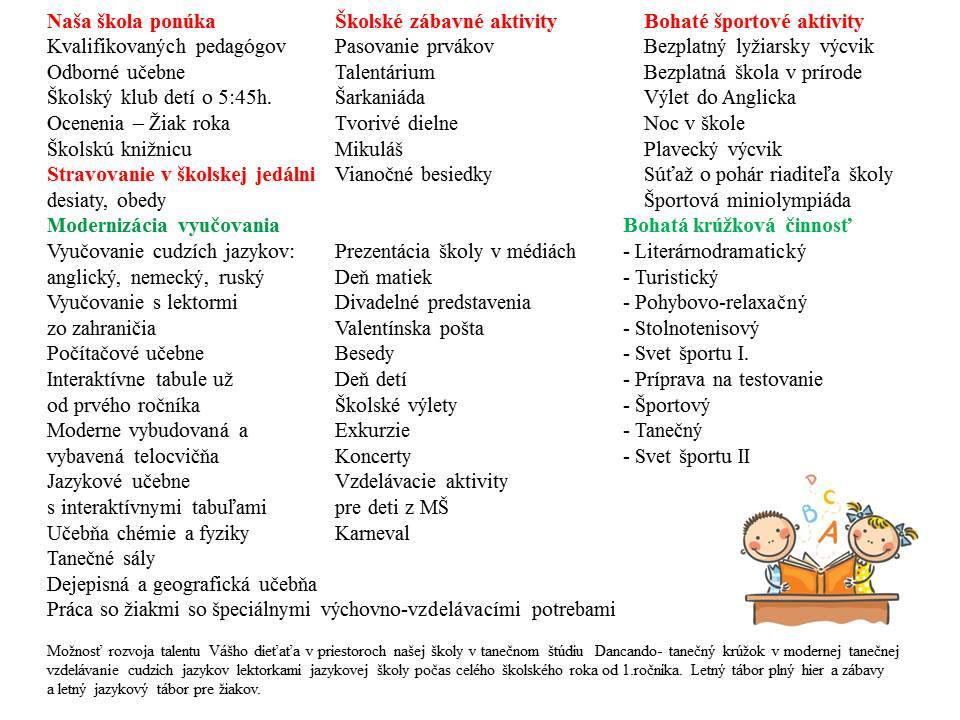 Naša škola ponúka
Kvalifikovaných pedagógov
Odborné učebne
Školský klub detí o 5:45h.
Ocenenia – Žiak roka
Školskú knižnicu
Stravovanie v školskej jedálni
desiaty, obedy
Modernizácia vyučovania
Vyučovanie cudzích jazykov:
anglický, nemecký, ruský
Vyučovanie s lektormi
zo zahraničia
Počítačové učebne
Interaktívne tabule už
od prvého ročníka
Moderne vybudovaná a
vybavená telocvičňa
Jazykové učebne
s interaktívnymi tabuľami
Učebňa chémie a fyziky
Tanečné sály
Dejepisná a geografická učebňa
Práca so žiakmi so špeciálnymi výchovno-vzdelávacími potrebami
Školské zábavné aktivity
Pasovanie prvákov
Talentárium
Šarkaniáda
Tvorivé dielne
Mikuláš
Vianočné besiedky
Prezentácia školy v médiách
Deň matiek
Divadelné predstavenia
Valentínska pošta
Besedy
Deň detí
Školské výlety
Exkurzie
Koncerty
Vzdelávacie aktivity
pre deti z MŠ
Karneval
Bohaté športové aktivity
Bezplatný lyžiarsky výcvik
Bezplatná škola v prírode
Výlet do Anglicka
Noc v škole
Plavecký výcvik
Súťaž o pohár riaditeľa školy
Športová miniolympiáda
Bohatá krúžková činnosť
- Literárnodramatický
- Turistický
- Pohybovo-relaxačný
- Stolnotenisový
- Svet športu I.
- Príprava na testovanie
- Športový
- Tanečný
- Svet športu II
D
C
B
A
Možnosť rozvoja talentu Vášho dieťaťa v priestoroch našej školy v tanečnom štúdiu Dancando- tanečný krúžok v modernej tanečnej
vzdelávanie cudzích jazykov lektorkami jazykovej školy počas celého školského roka od 1.ročnika. Letný tábor plný hier a zábavy
a letný jazykový tábor pre žiakov.